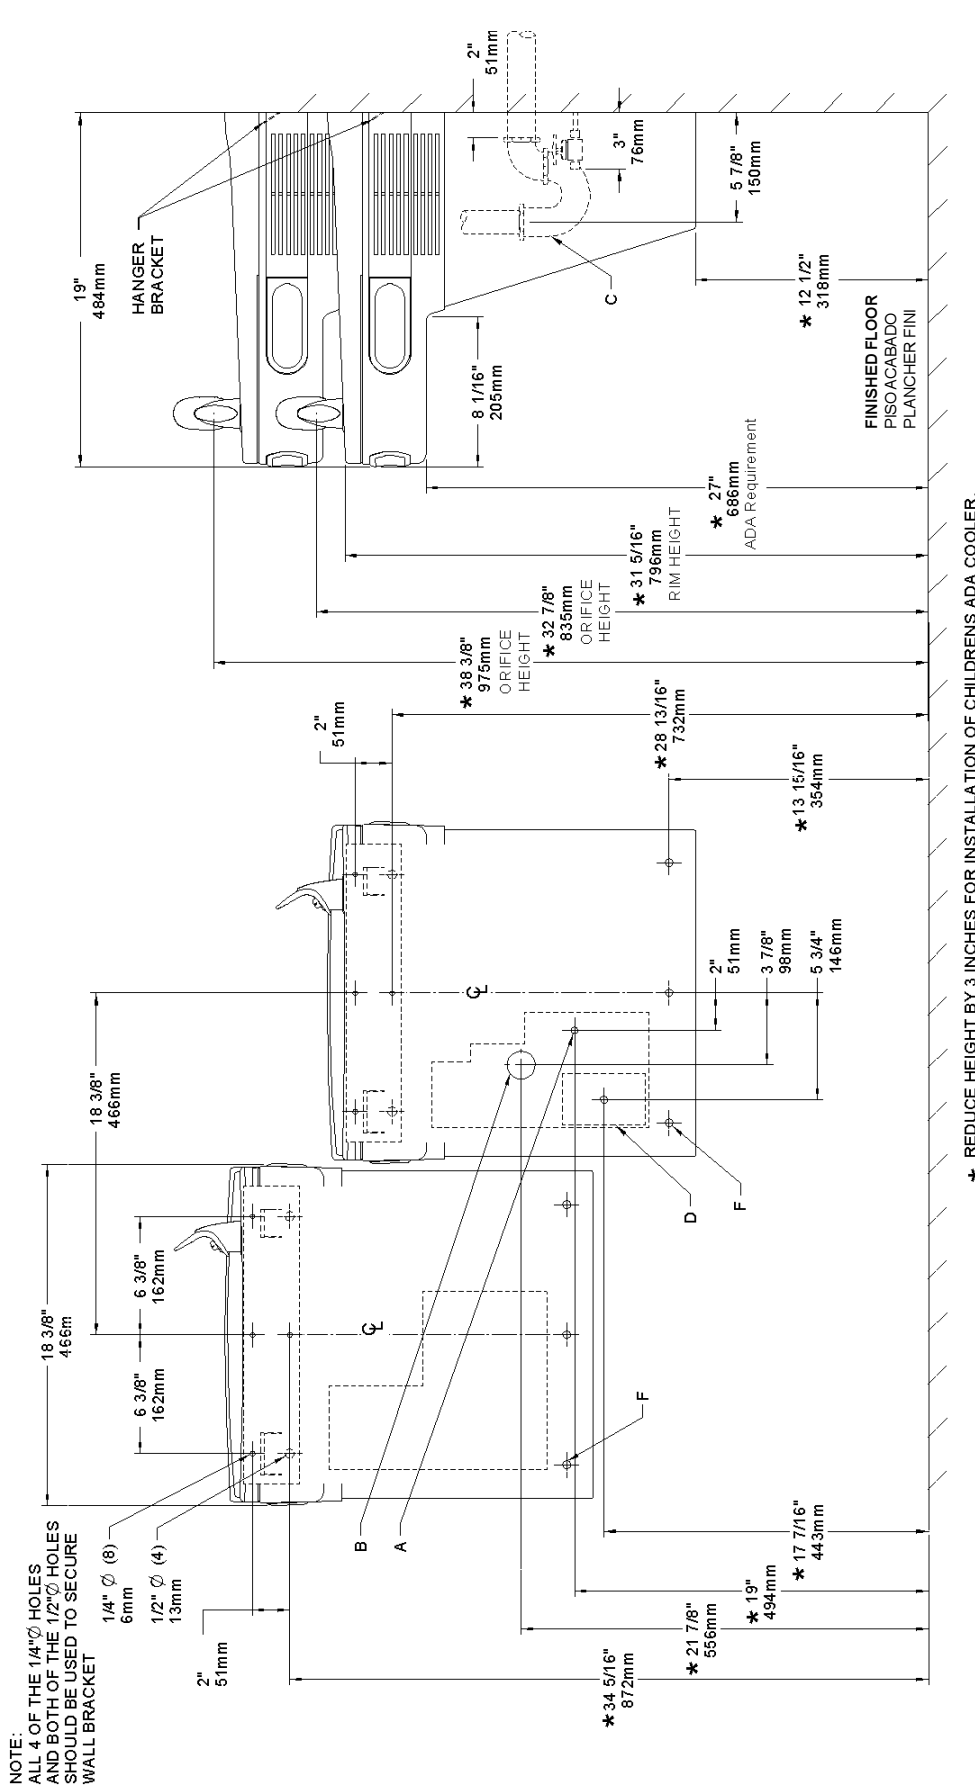 NOTE:
ALL 4 OF THE 1/4"Ø HOLES
AND BOTH OF THE 1/2"Ø HOLES
SHOULD BE USED TO SECURE
WALL BRACKET
18 3/8"
466m
18 3/8"
466mm
6 3/8"
162mm
6 3/8"
162mm
1/4" Ø (8)
6mm
1/2" Ø (4)
13mm
2"
51mm
B
A
F
℄
℄
D
F
* 34 5/16"
872mm
* 21 7/8"
556mm
* 19"
494mm
* 17 7/16"
443mm
2"
51mm
3 7/8"
98mm
5 3/4"
146mm
2"
51mm
* 28 13/16"
732mm
* 13 15/16"
354mm
* 38 3/8"
975mm
ORIFICE
HEIGHT
* 32 7/8"
835mm
ORIFICE
HEIGHT
* 31 5/16"
796mm
RIM HEIGHT
* 27"
686mm
ADA Requirement
19"
484mm
HANGER
BRACKET
8 1/16"
205mm
C
2"
51mm
3"
76mm
5 7/8"
150mm
* 12 1/2"
318mm
FINISHED FLOOR
PISO ACABADO
PLANCHER FINI
* REDUCE HEIGHT BY 3 INCHES FOR INSTALLATION OF CHILDRENS ADA COOLER.